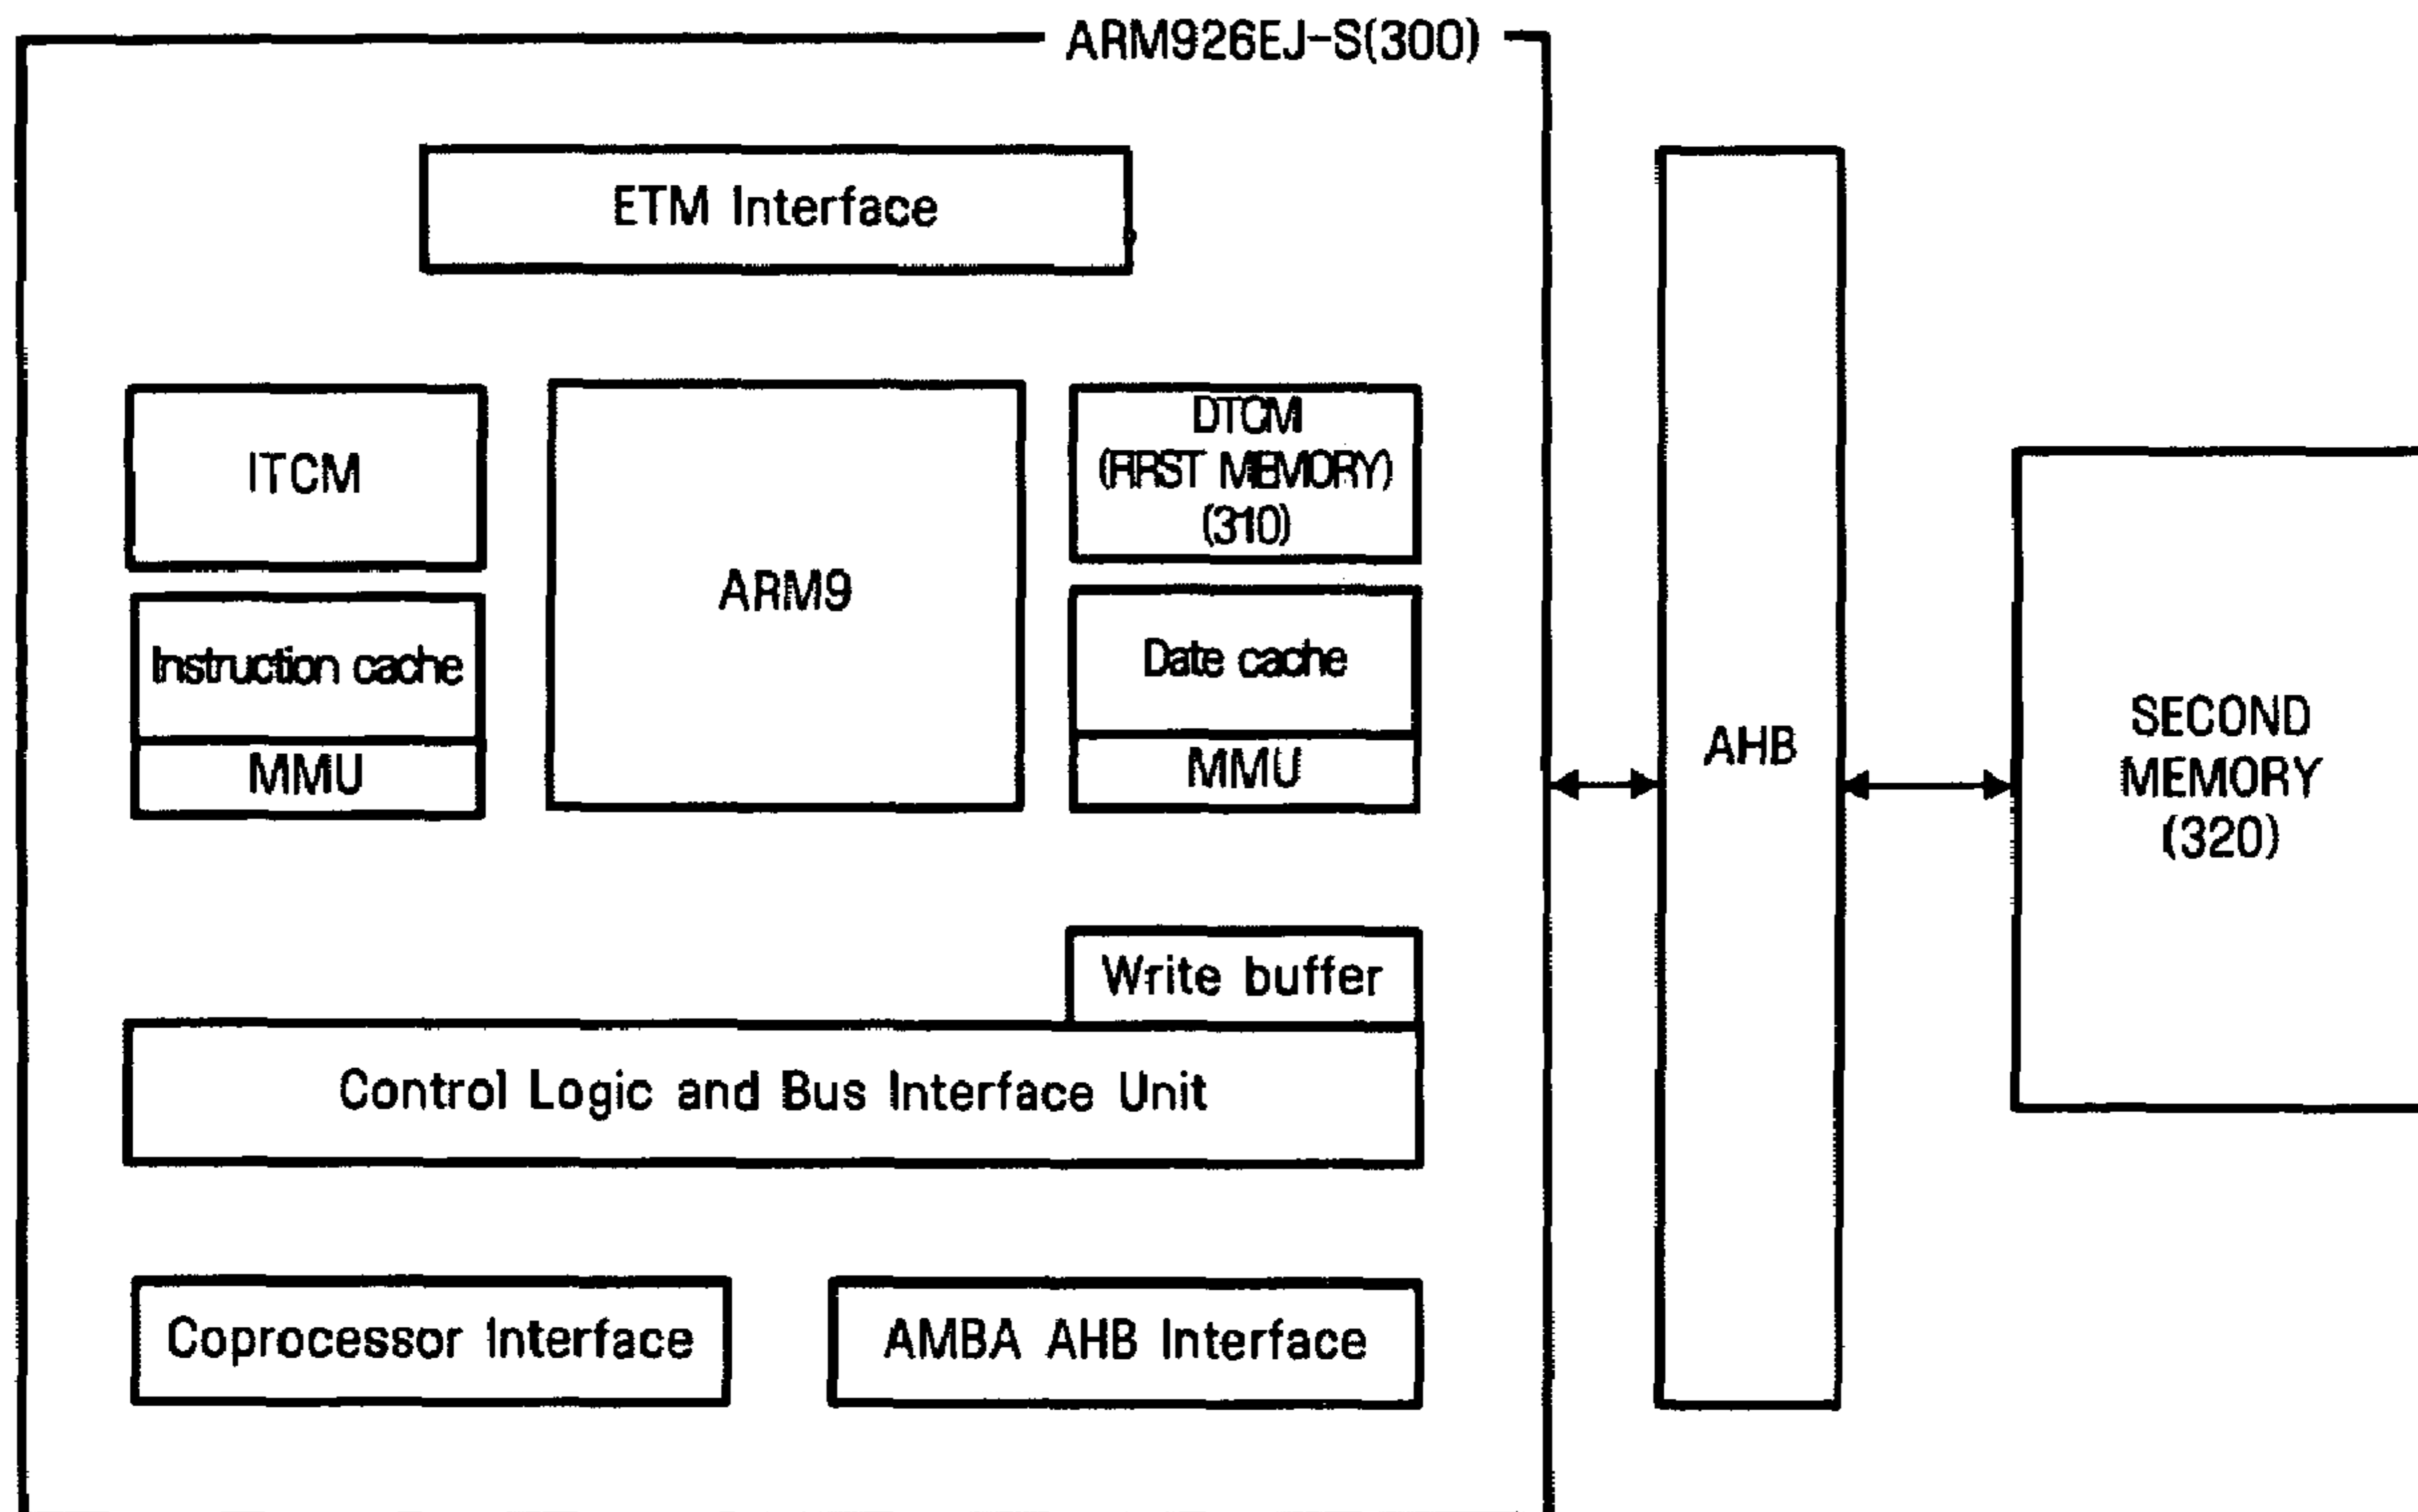 ARM926EJ-S(300)
ETM Interface
ITCM
Instruction cache
MMU
ARM9
DTCM
(FIRST MEMORY)
(310)
Date cache
MMU
Write buffer
Control Logic and Bus Interface Unit
Coprocessor Interface
AMBA AHB Interface
AHB
SECOND
MEMORY
(320)